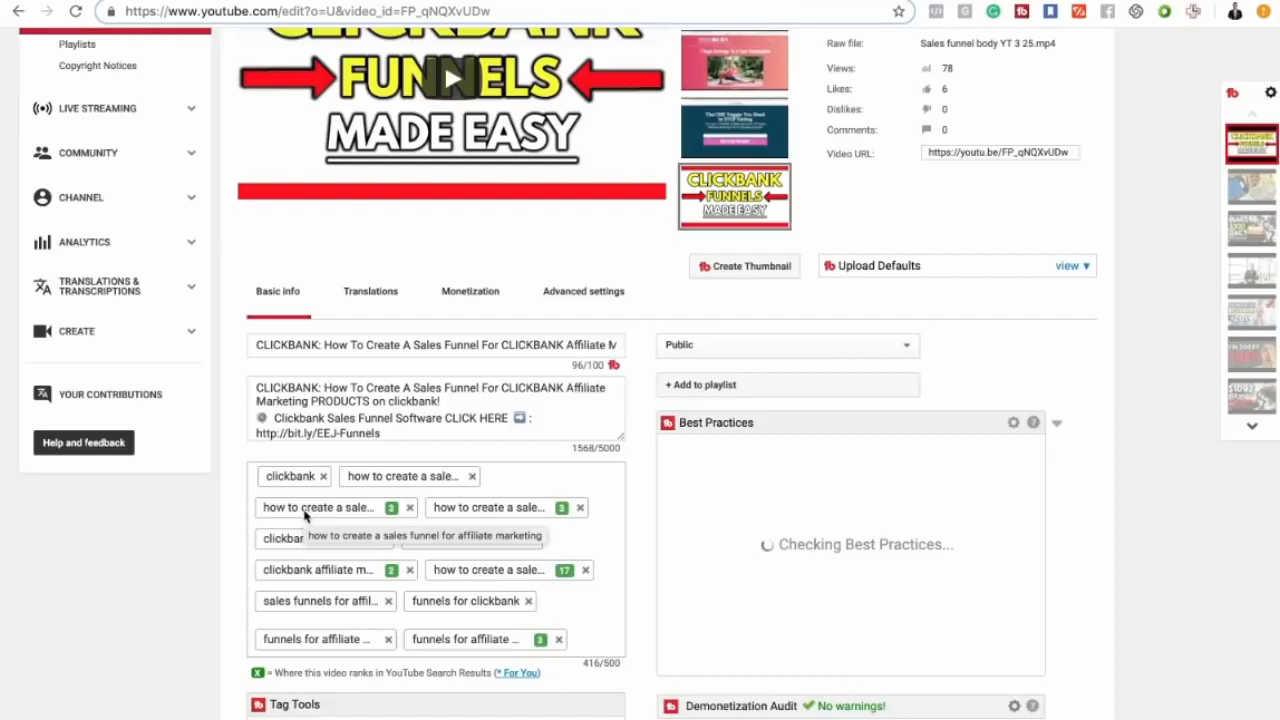 https://www.youtube.com/edit?o=U&video_id=FP_qNQXvUDw
Playlists
Copyright Notices
LIVE STREAMING
COMMUNITY
CHANNEL
ANALYTICS
TRANSLATIONS &
TRANSCRIPTIONS
CREATE
YOUR CONTRIBUTIONS
Help and feedback
CLICKBANK
FUNNELS
MADE EASY
CLICKBANK
FUNNELS
MADE EASY
Raw file: Sales funnel body YT 3 25.mp4
Views: 78
Likes: 6
Dislikes: 0
Comments: 0
Video URL: https://youtu.be/FP_qNQXvUDw
Create Thumbnail
Upload Defaults view ▼
Basic info Translations Monetization Advanced settings
CLICKBANK: How To Create A Sales Funnel For CLICKBANK Affiliate M
96/100
CLICKBANK: How To Create A Sales Funnel For CLICKBANK Affiliate
Marketing PRODUCTS on clickbank!
Clickbank Sales Funnel Software CLICK HERE ➡ :
http://bit.ly/EEJ-Funnels
1568/5000
clickbank × how to create a sale... ×
how to create a sale... 3 × how to create a sale... 3 ×
clickbar
how to create a sales funnel for affiliate marketing
clickbank affiliate m... 2 × how to create a sale... 17 ×
sales funnels for affil... × funnels for clickbank ×
funnels for affiliate ... × funnels for affiliate ... 3 ×
416/500
X = Where this video ranks in YouTube Search Results (* For You)
Tag Tools
Public
+ Add to playlist
Best Practices
Checking Best Practices...
Demonetization Audit ✔ No warnings!
CLICKBANK
FUNNELS
MADE EASY